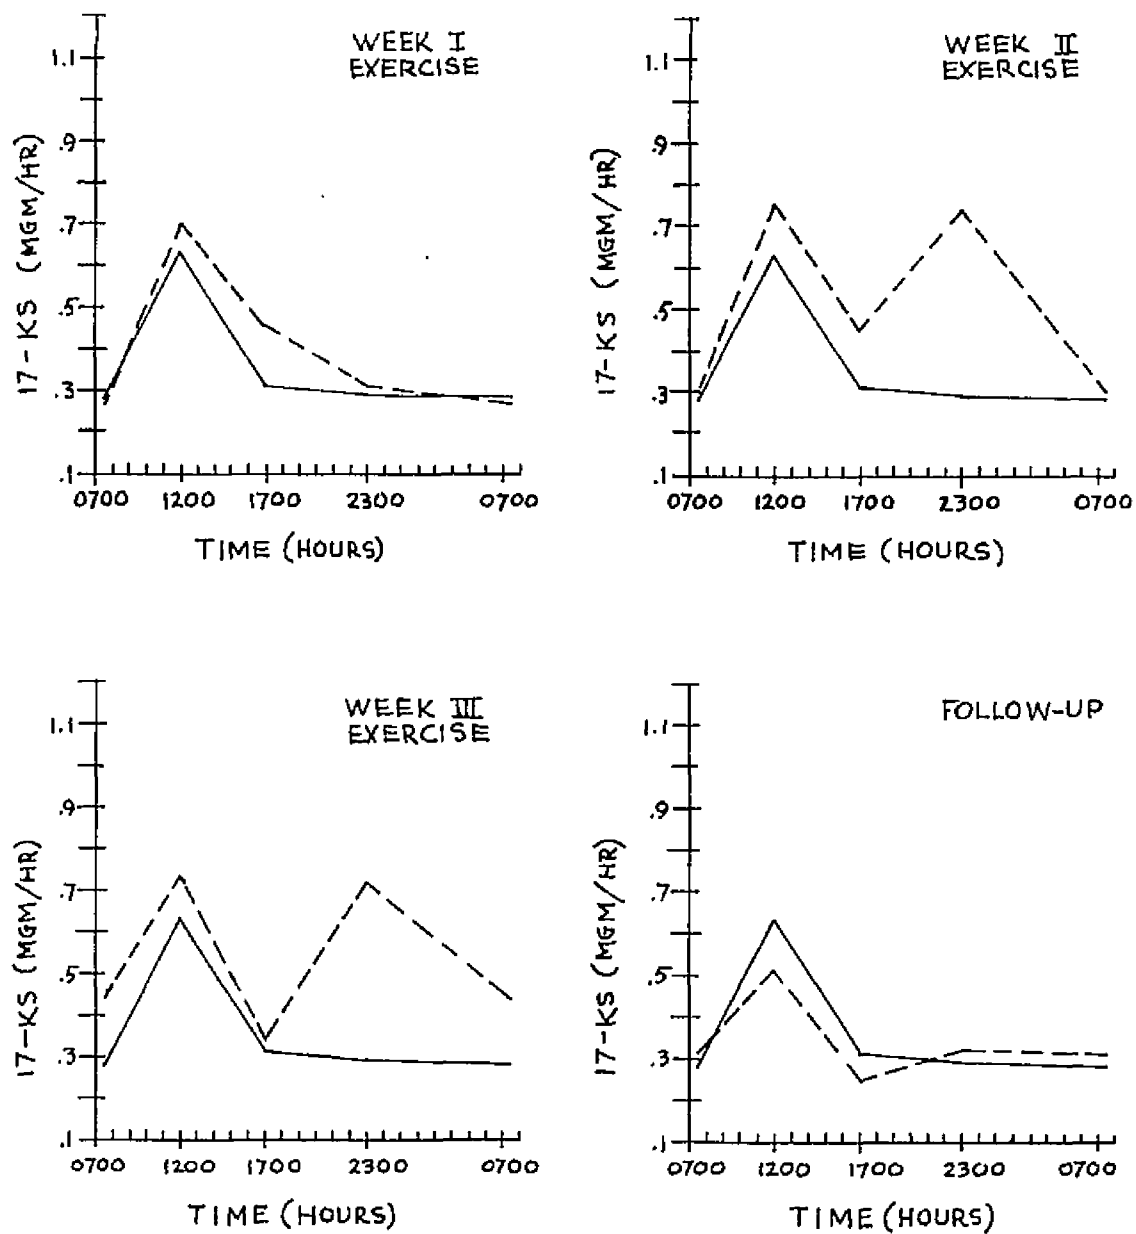 WEEK I
EXERCISE
1.1
.9
.7
.5
.3
.1
17-KS (MGM/HR)
0700 1200 1700 2300 0700
TIME (HOURS)
WEEK II
EXERCISE
1.1
.9
.7
.5
.3
.1
17-KS (MGM/HR)
0700 1200 1700 2300 0700
TIME (HOURS)
WEEK III
EXERCISE
1.1
.9
.7
.5
.3
.1
17-KS (MGM/HR)
0700 1200 1700 2300 0700
TIME (HOURS)
FOLLOW-UP
1.1
.9
.7
.5
.3
.1
17-KS (MGM/HR)
0700 1200 1700 2300 0700
TIME (HOURS)